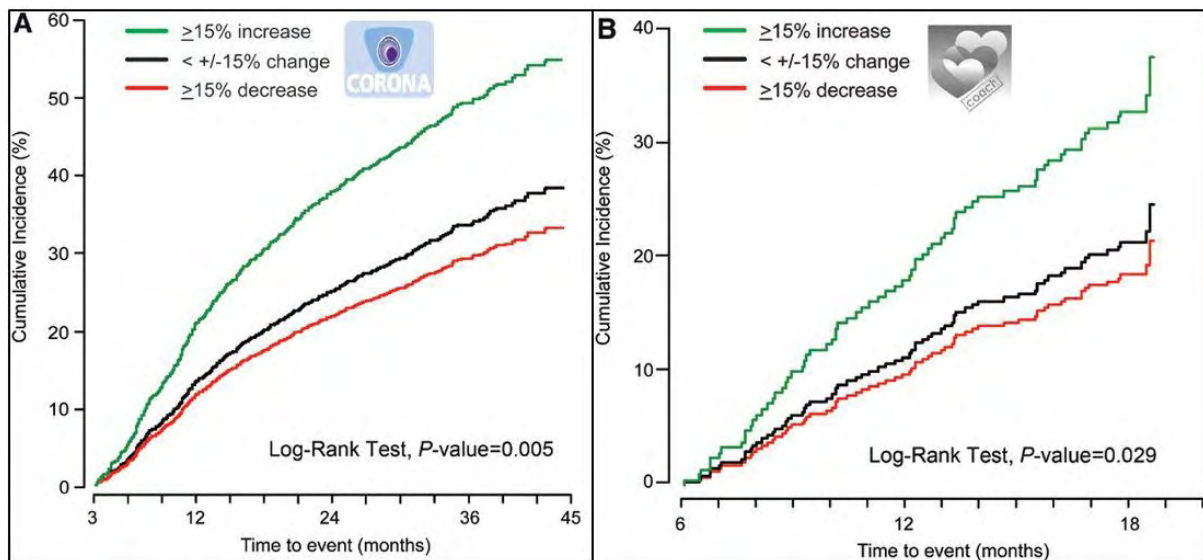 A
≥15% increase
< +/-15% change
≥15% decrease
CORONA
Cumulative Incidence (%)
60
50
40
30
20
10
0
3 12 24 36 45
Time to event (months)
Log-Rank Test, P-value=0.005
B
≥15% increase
< +/-15% change
≥15% decrease
coach
Cumulative Incidence (%)
40
30
20
10
0
6 12 18
Time to event (months)
Log-Rank Test, P-value=0.029